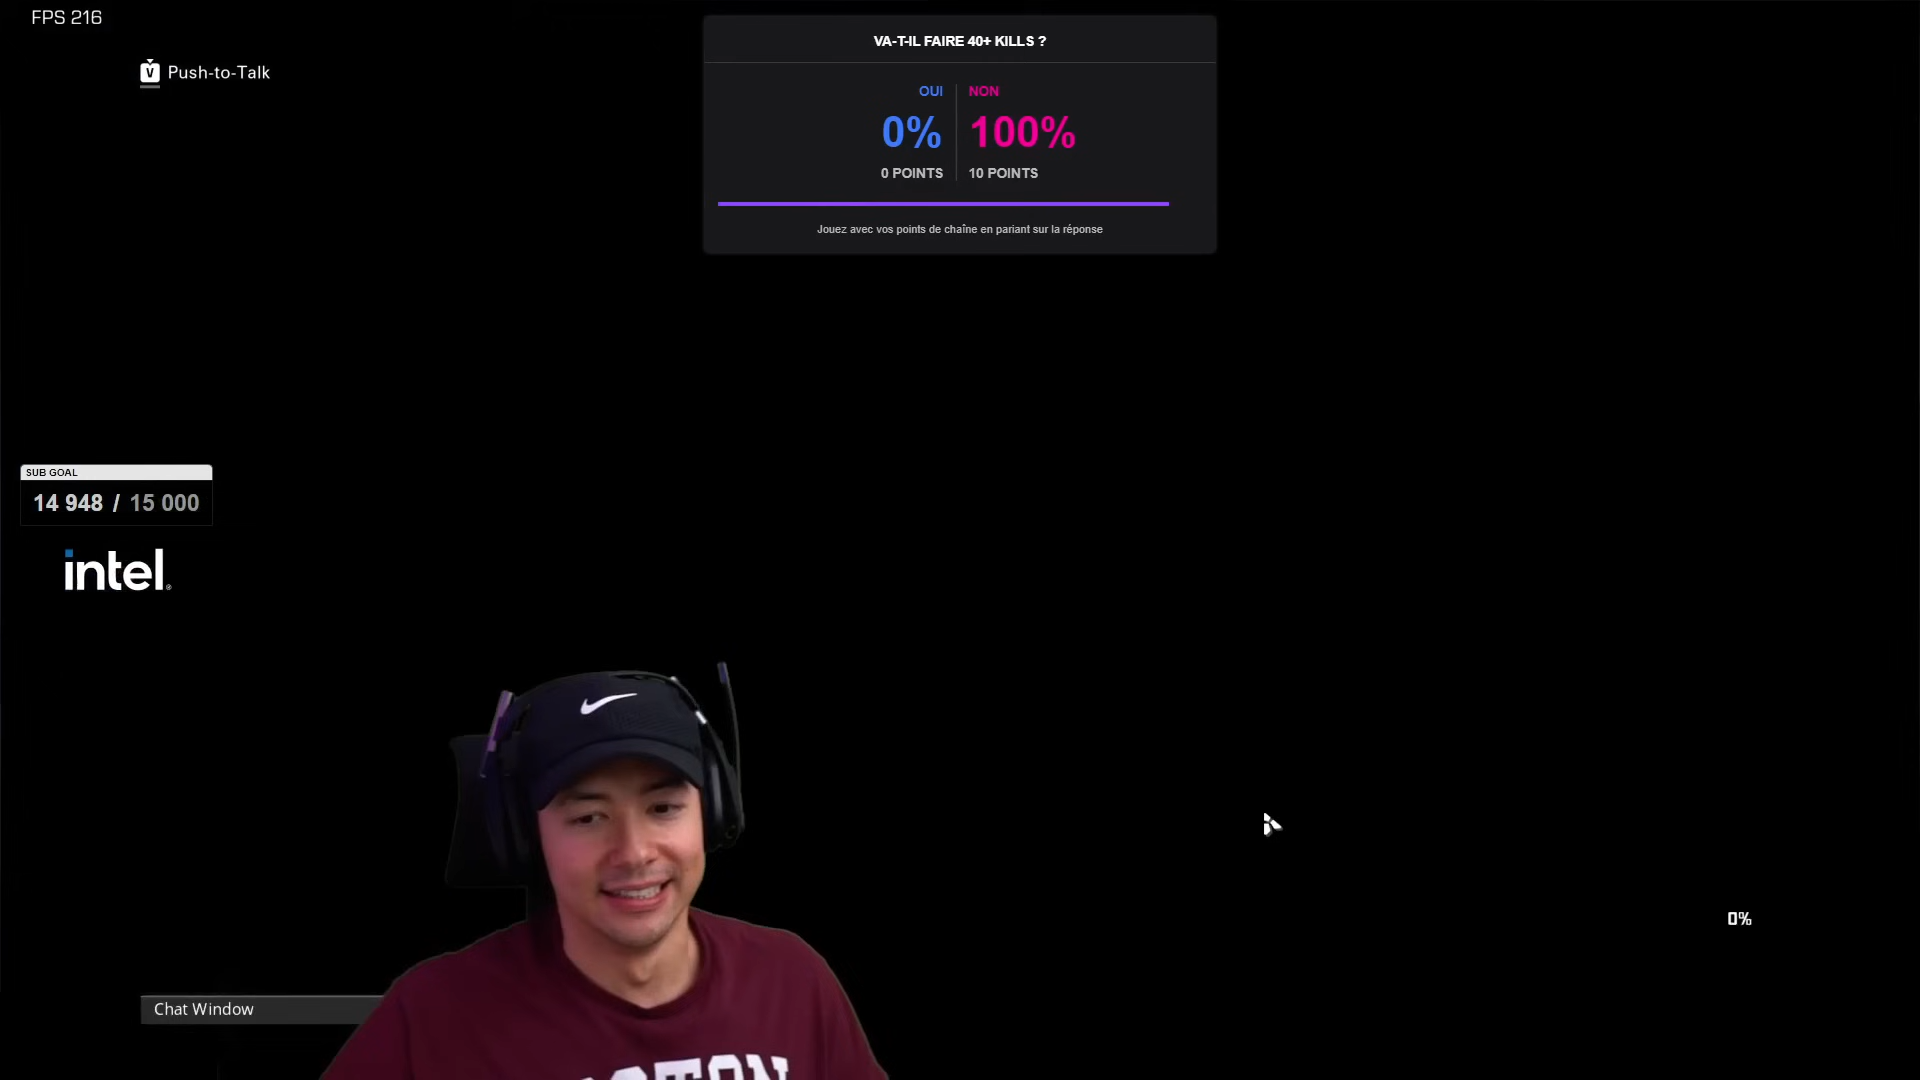 FPS 216
V Push-to-Talk
VA-T-IL FAIRE 40+ KILLS ?
OUI NON
0% 100%
0 POINTS 10 POINTS
Jouez avec vos points de chaîne en pariant sur la réponse
SUB GOAL
14 948 / 15 000
intel
0%
Chat Window